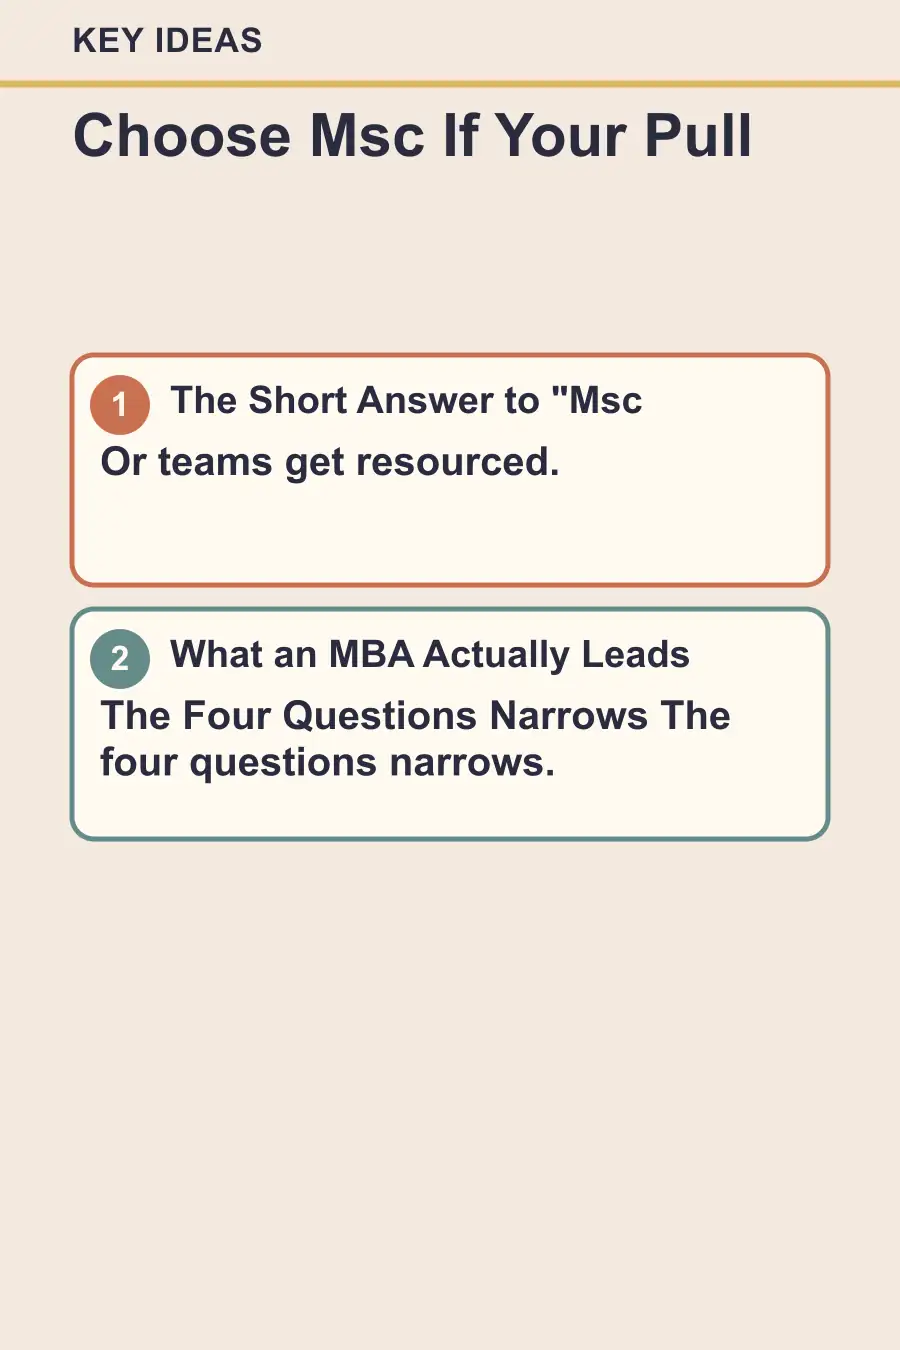 KEY IDEAS
Choose Msc If Your Pull
1
The Short Answer to "Msc
Or teams get resourced.
2
What an MBA Actually Leads
The Four Questions Narrows The
four questions narrows.